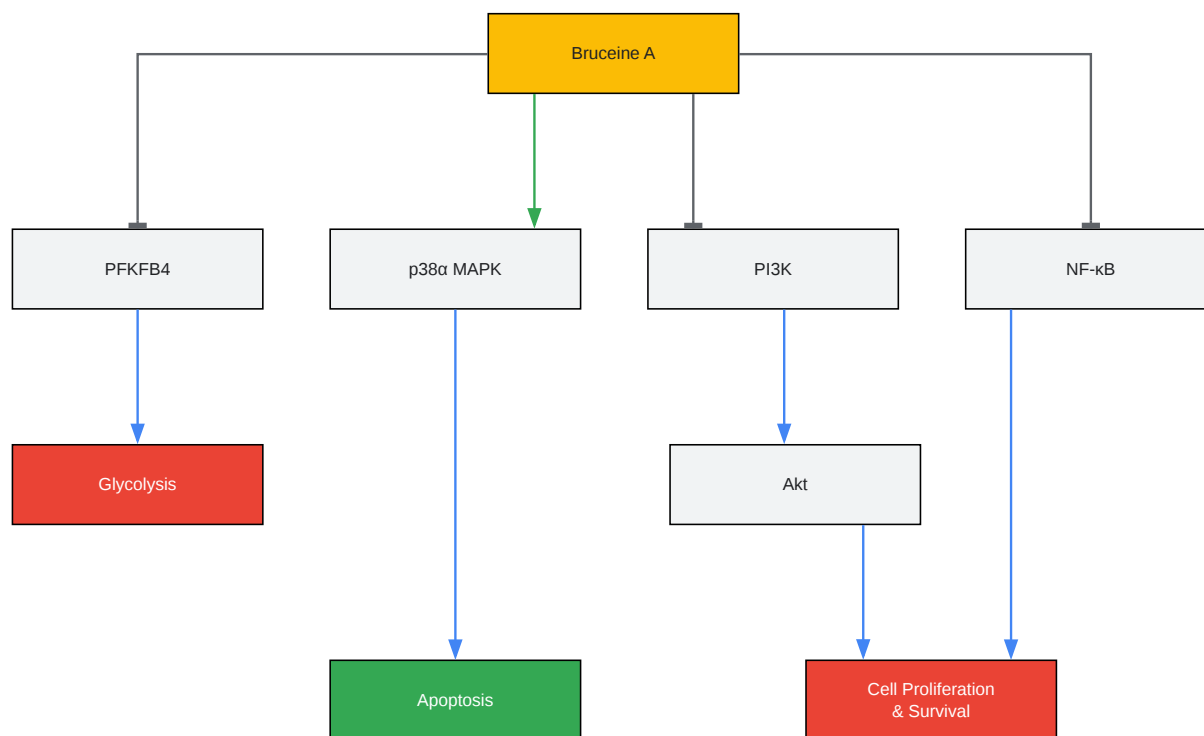 Bruceine A
PFKFB4
p38α MAPK
PI3K
NF-κB
Glycolysis
Akt
Apoptosis
Cell Proliferation
& Survival